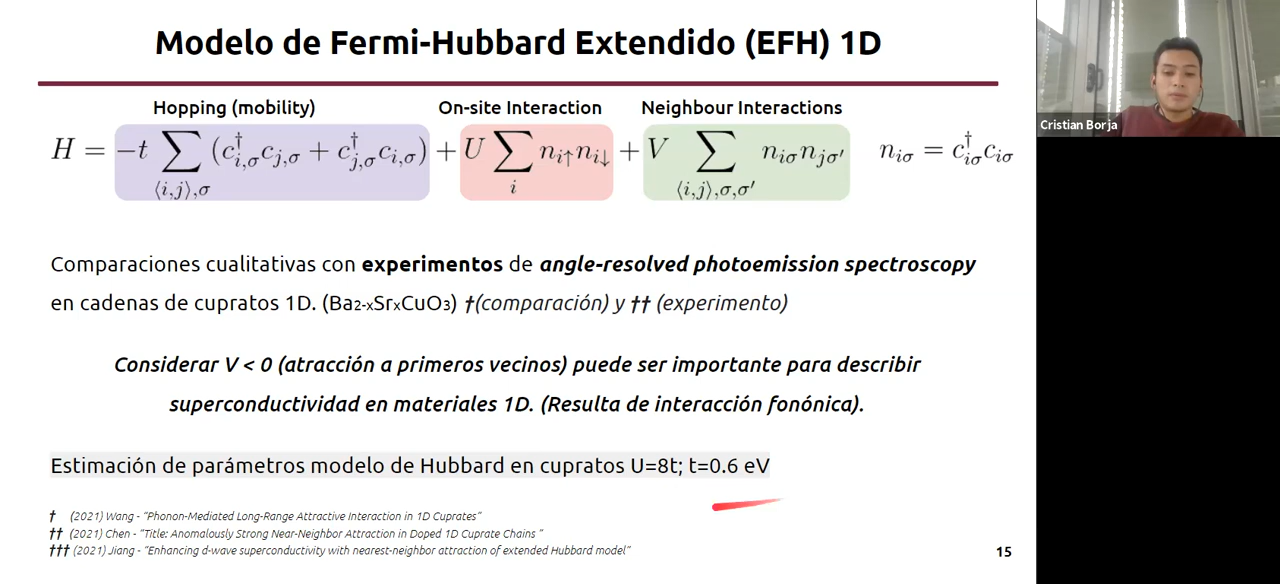 Modelo de Fermi-Hubbard Extendido (EFH) 1D
Hopping (mobility) On-site Interaction Neighbour Interactions
H = −t ∑⟨i,j⟩,σ (c†i,σ cj,σ + c†j,σ ci,σ) + U ∑i ni↑ni↓ + V ∑⟨i,j⟩,σ,σ′ niσnjσ′ niσ = c†iσ ciσ
Cristian Borja
Comparaciones cualitativas con experimentos de angle-resolved photoemission spectroscopy
en cadenas de cupratos 1D. (Ba2-xSrxCuO3) †(comparación) y †† (experimento)
Considerar V < 0 (atracción a primeros vecinos) puede ser importante para describir
superconductividad en materiales 1D. (Resulta de interacción fonónica).
Estimación de parámetros modelo de Hubbard en cupratos U=8t; t=0.6 eV
† (2021) Wang - “Phonon-Mediated Long-Range Attractive Interaction in 1D Cuprates”
†† (2021) Chen - “Title: Anomalously Strong Near-Neighbor Attraction in Doped 1D Cuprate Chains ”
††† (2021) Jiang - “Enhancing d-wave superconductivity with nearest-neighbor attraction of extended Hubbard model”
15